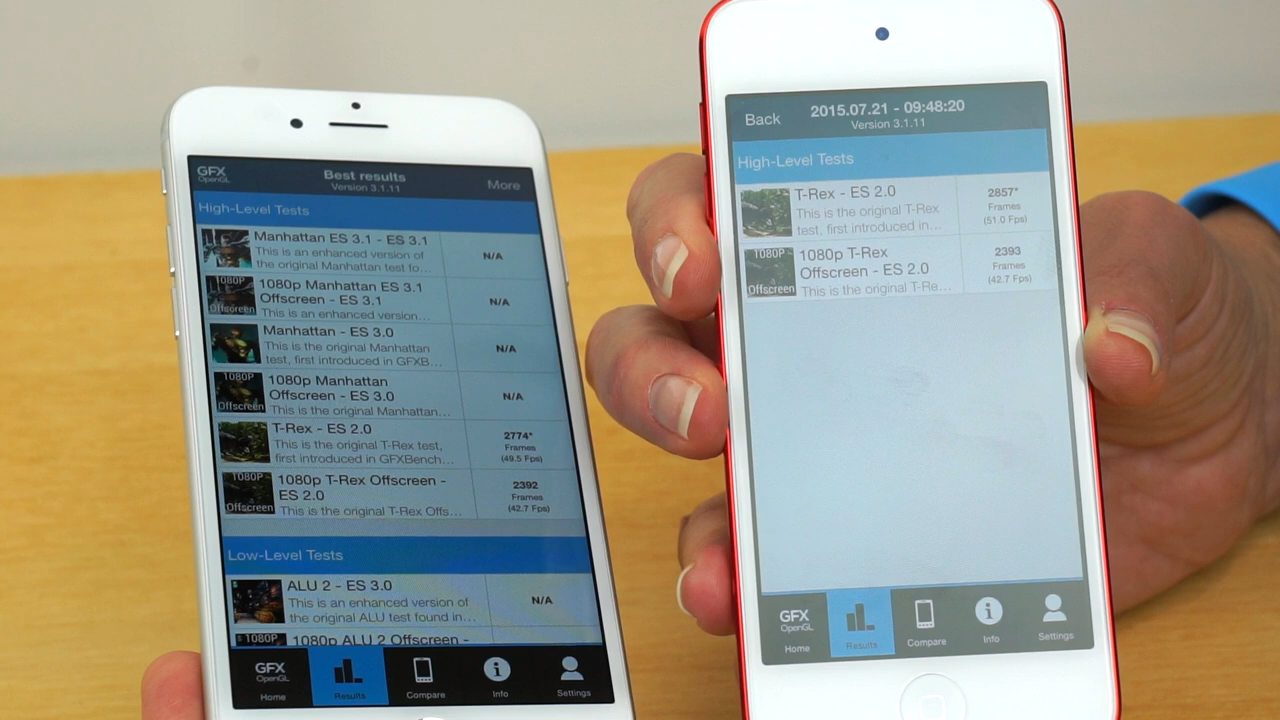 GFX
OpenGL
Best results
Version 3.1.11
More
High-Level Tests
Manhattan ES 3.1 - ES 3.1
This is an enhanced version of
the original Manhattan test fo...
N/A
1080P
Offscreen
1080p Manhattan ES 3.1
Offscreen - ES 3.1
This is an enhanced version...
N/A
Manhattan - ES 3.0
This is the original Manhattan
test, first introduced in GFXB...
N/A
1080P
Offscreen
1080p Manhattan
Offscreen - ES 3.0
This is the original Manhattan...
N/A
T-Rex - ES 2.0
This is the original T-Rex test,
first introduced in GFXBench...
2774*
Frames
(49.5 Fps)
1080P
Offscreen
1080p T-Rex Offscreen -
ES 2.0
This is the original T-Rex Offs...
2392
Frames
(42.7 Fps)
Low-Level Tests
ALU 2 - ES 3.0
This is an enhanced version of
the original ALU test found in...
N/A
1080P
1080p ALU 2 Offscreen -
GFX
OpenGL
Home
Results
Compare
Info
Settings
Back
2015.07.21 - 09:48:20
Version 3.1.11
High-Level Tests
T-Rex - ES 2.0
This is the original T-Rex
test, first introduced in...
2857*
Frames
(51.0 Fps)
1080P
Offscreen
1080p T-Rex
Offscreen - ES 2.0
This is the original T-Re...
2393
Frames
(42.7 Fps)
GFX
OpenGL
Home
Results
Compare
Info
Settings